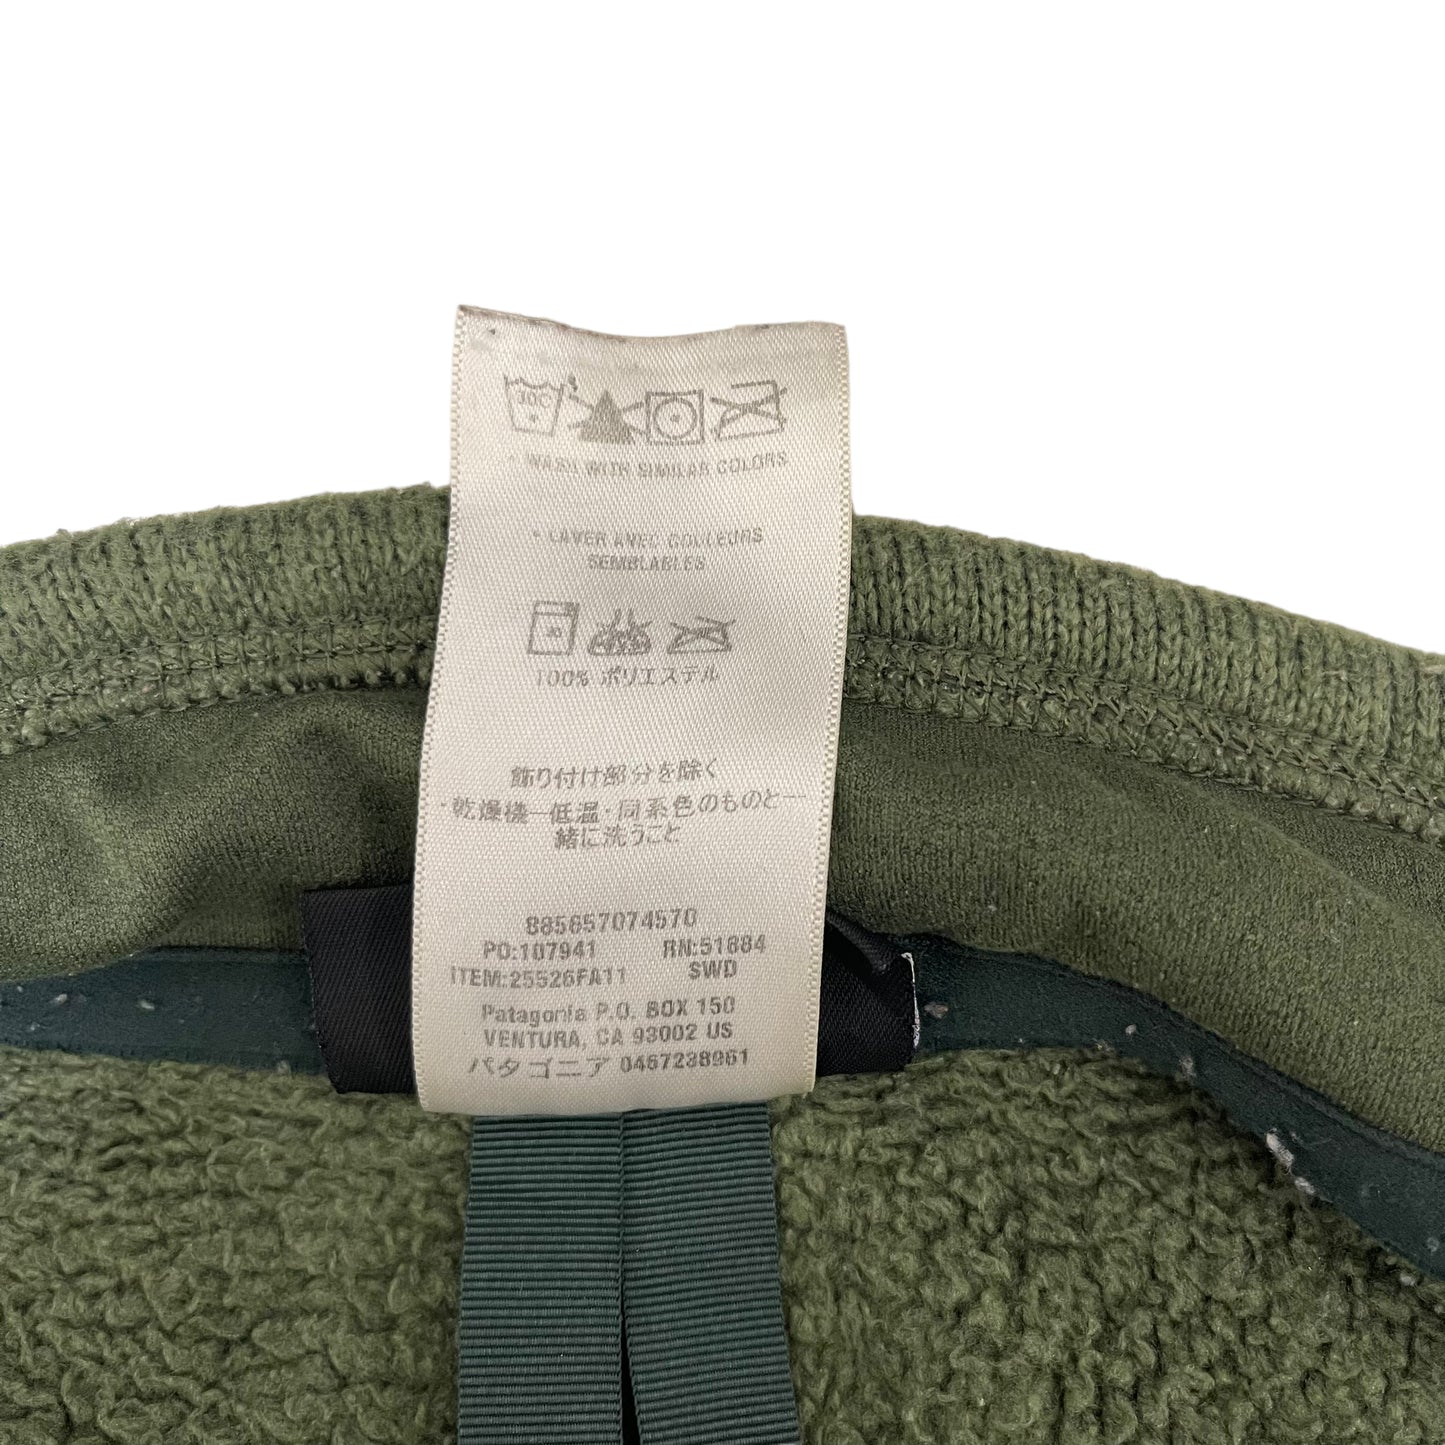 30C
• WASH WITH SIMILAR COLORS
• LAVER AVEC COULEURS
SEMBLABLES
100% ポリエステル
飾り付け部分を除く
・乾燥機―低温・同系色のものと―
緒に洗うこと
885657074570
PO:107941 RN:51884
ITEM:25526FA11 SWD
Patagonia P.O. BOX 150
VENTURA, CA 93002 US
パタゴニア 0467238961